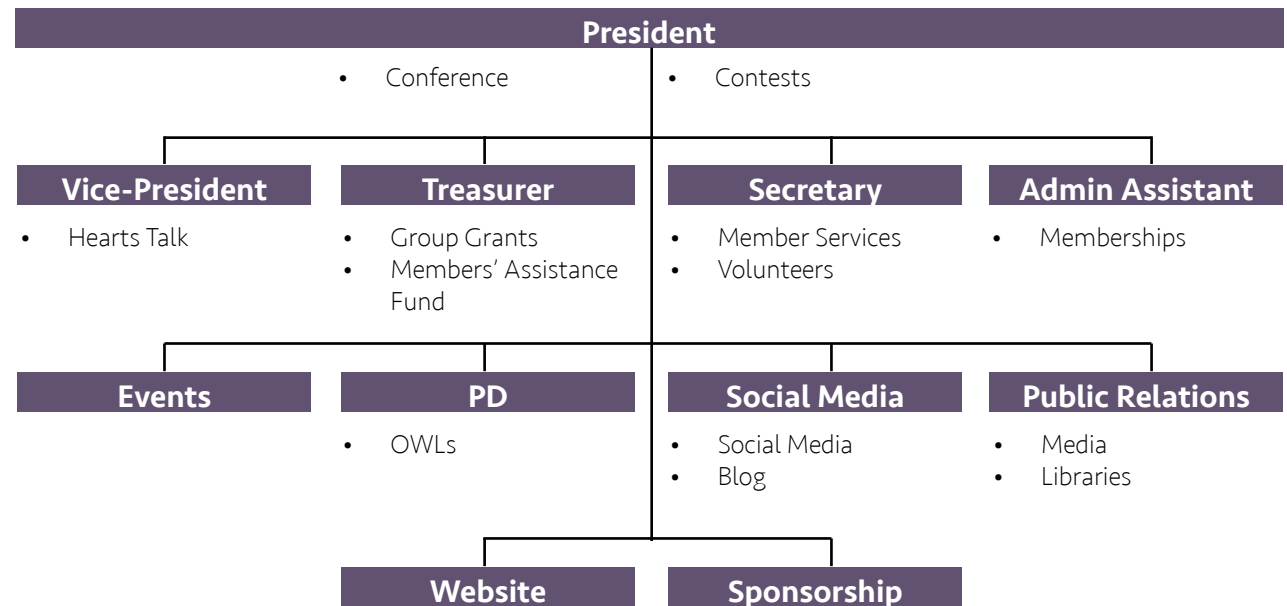 President
• Conference
• Contests
Vice-President
• Hearts Talk
Treasurer
• Group Grants
• Members’ Assistance
Fund
Secretary
• Member Services
• Volunteers
Admin Assistant
• Memberships
Events
PD
• OWLs
Social Media
• Social Media
• Blog
Public Relations
• Media
• Libraries
Website
Sponsorship